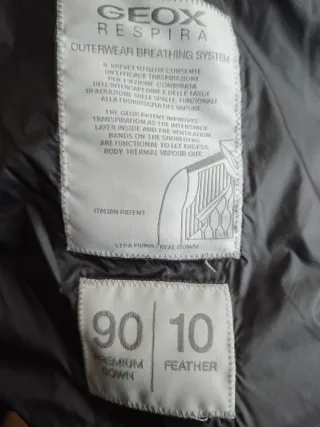 GEOX
RESPIRA
OUTERWEAR BREATHING SYSTEM
IL BREVETTO GEOX CONSENTE
UN'EFFICACE TRASPIRAZIONE
PER L'AZIONE COMBINATA
DELL'INTERCAPEDINE E DELLE FASCE
DI AERAZIONE SULLE SPALLE, FUNZIONALI
ALLA FUORIUSCITA DEL VAPORE.
THE GEOX PATENT IMPROVES
TRANSPIRATION AS THE INTERSPACE
LAYER INSIDE AND THE VENTILATION
BANDS ON THE SHOULDERS
ARE FUNCTIONAL TO LET EXCESS
BODY THERMAL VAPOUR OUT.
ITALIAN PATENT
VERA PIUMA - REAL DOWN
90 | 10
PREMIUM FEATHER
DOWN